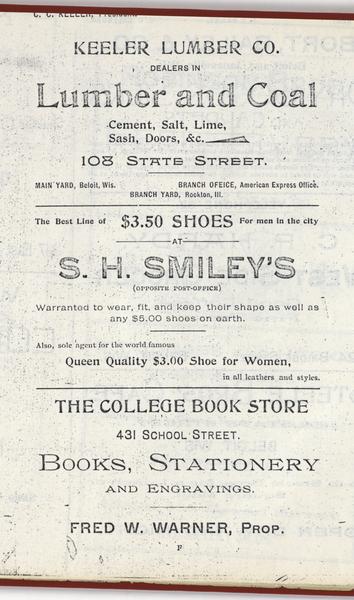 C. C. KEELER, President
KEELER LUMBER CO.
DEALERS IN
Lumber and Coal
Cement, Salt, Lime,
Sash, Doors, &c.
108 STATE STREET.
MAIN YARD, Beloit, Wis. BRANCH OFEICE, American Express Office.
BRANCH YARD, Rockton, Ill.
The Best Line of $3.50 SHOES For men in the city
AT
S. H. SMILEY'S
(OPPOSITE POST-OFFICE)
Warranted to wear, fit, and keep their shape as well as
any $5.00 shoes on earth.
Also, sole agent for the world famous
Queen Quality $3.00 Shoe for Women,
in all leathers and styles.
THE COLLEGE BOOK STORE
431 SCHOOL STREET.
BOOKS, STATIONERY
AND ENGRAVINGS.
FRED W. WARNER, PROP.
F